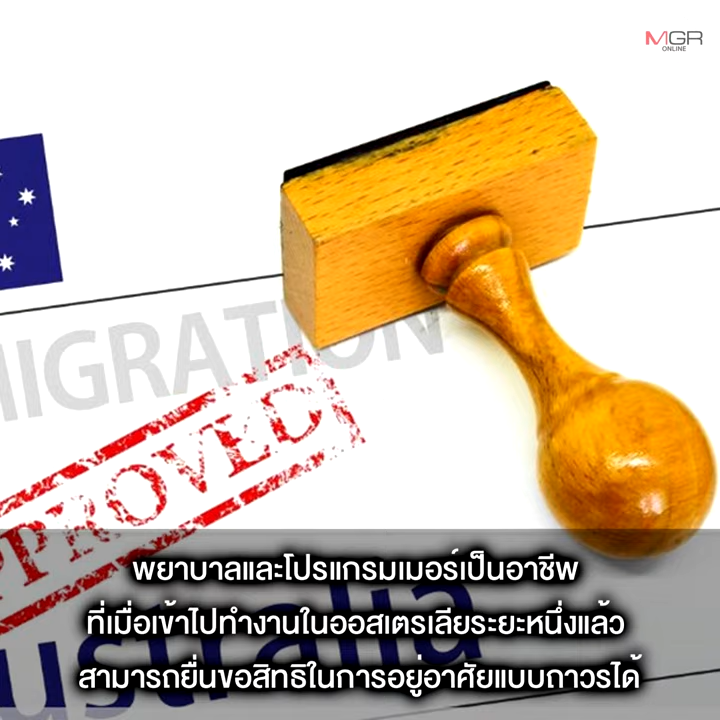 MGR
ONLINE
MIGRATION
PPROVED
ustralia
พยาบาลและโปรแกรมเมอร์เป็นอาชีพ
ที่เมื่อเข้าไปทำงานในออสเตรเลียระยะหนึ่งแล้ว
สามารถยื่นขอสิทธิในการอยู่อาศัยแบบถาวรได้